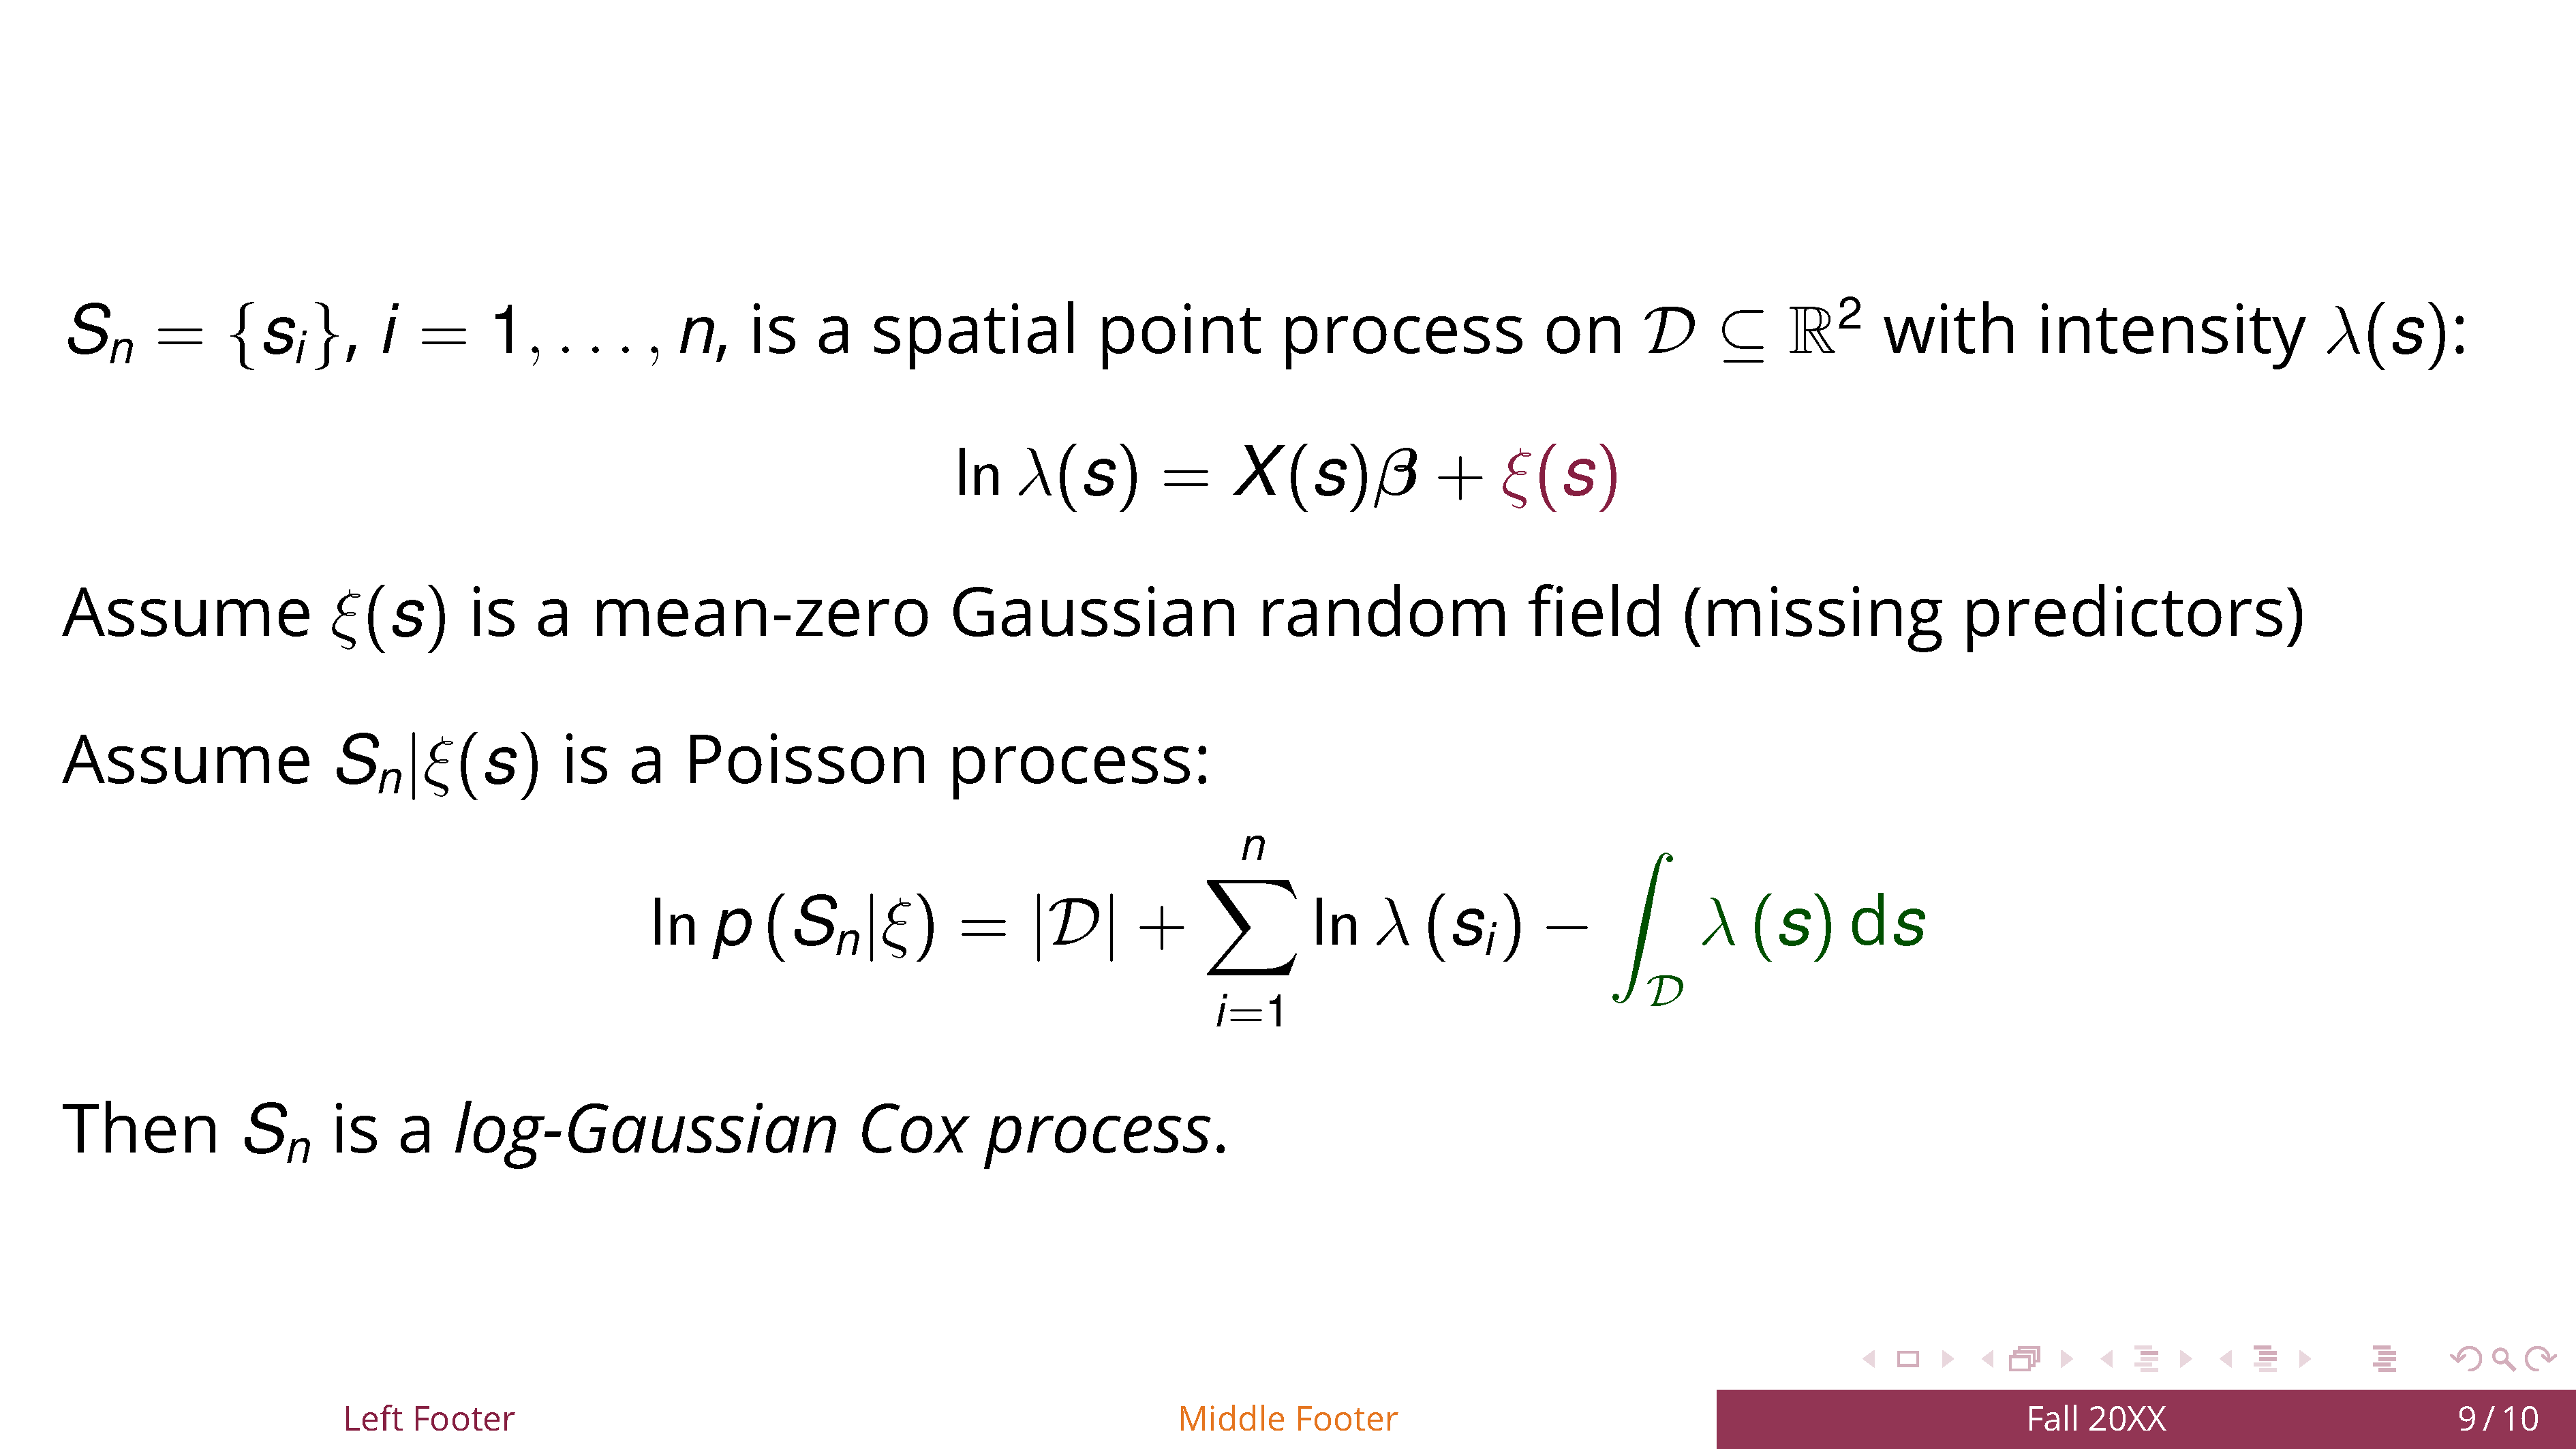 Sₙ = {sᵢ}, i = 1, . . . , n, is a spatial point process on 𝒟 ⊆ ℝ² with intensity λ(s):
ln λ(s) = X(s)β + ξ(s)
Assume ξ(s) is a mean-zero Gaussian random field (missing predictors)
Assume Sₙ|ξ(s) is a Poisson process:
ln p (Sₙ|ξ) = |𝒟| + ∑ᵢ₌₁ⁿ ln λ (sᵢ) − ∫_𝒟 λ (s) ds
Then Sₙ is a log-Gaussian Cox process.
Left Footer Middle Footer Fall 20XX 9 / 10